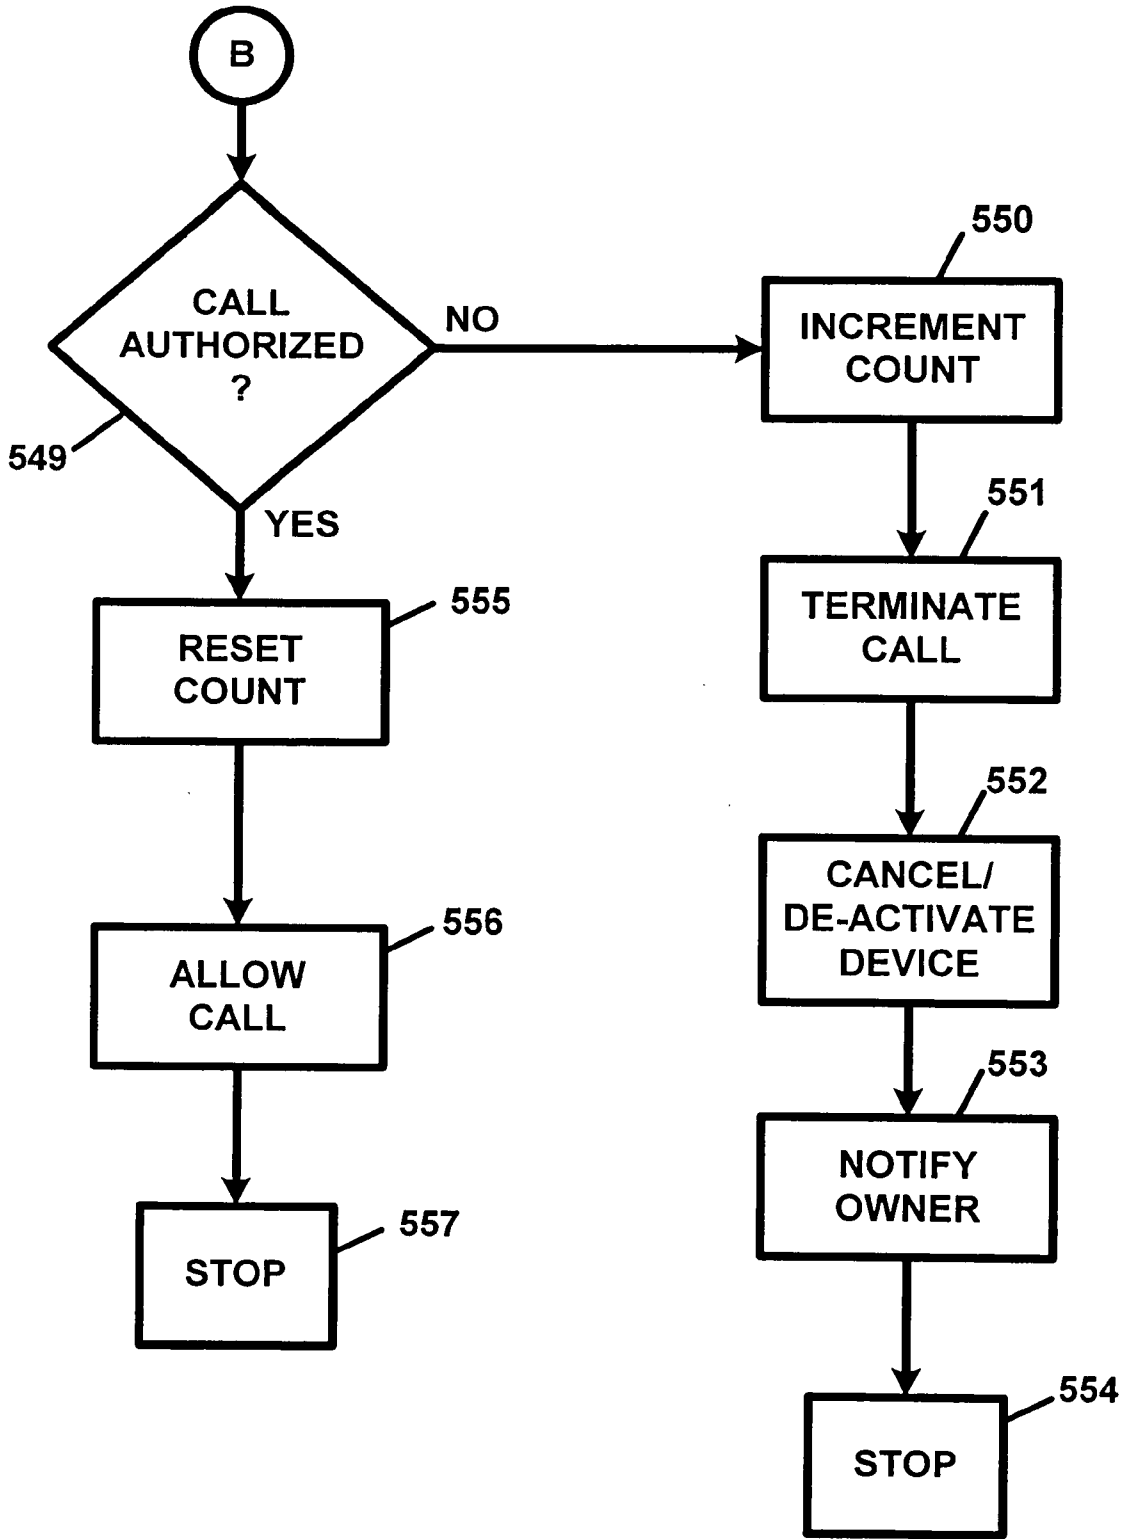 B
CALL
AUTHORIZED
?
549
NO
YES
550
INCREMENT
COUNT
551
TERMINATE
CALL
552
CANCEL/
DE-ACTIVATE
DEVICE
553
NOTIFY
OWNER
554
STOP
555
RESET
COUNT
556
ALLOW
CALL
557
STOP